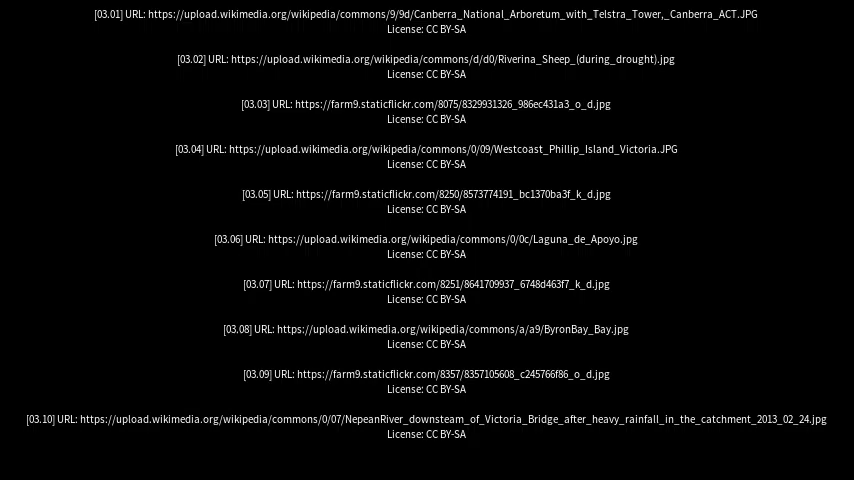 [03.01] URL: https://upload.wikimedia.org/wikipedia/commons/9/9d/Canberra_National_Arboretum_with_Telstra_Tower,_Canberra_ACT.JPG
License: CC BY-SA
[03.02] URL: https://upload.wikimedia.org/wikipedia/commons/d/d0/Riverina_Sheep_(during_drought).jpg
License: CC BY-SA
[03.03] URL: https://farm9.staticflickr.com/8075/8329931326_986ec431a3_o_d.jpg
License: CC BY-SA
[03.04] URL: https://upload.wikimedia.org/wikipedia/commons/0/09/Westcoast_Phillip_Island_Victoria.JPG
License: CC BY-SA
[03.05] URL: https://farm9.staticflickr.com/8250/8573774191_bc1370ba3f_k_d.jpg
License: CC BY-SA
[03.06] URL: https://upload.wikimedia.org/wikipedia/commons/0/0c/Laguna_de_Apoyo.jpg
License: CC BY-SA
[03.07] URL: https://farm9.staticflickr.com/8251/8641709937_6748d463f7_k_d.jpg
License: CC BY-SA
[03.08] URL: https://upload.wikimedia.org/wikipedia/commons/a/a9/ByronBay_Bay.jpg
License: CC BY-SA
[03.09] URL: https://farm9.staticflickr.com/8357/8357105608_c245766f86_o_d.jpg
License: CC BY-SA
[03.10] URL: https://upload.wikimedia.org/wikipedia/commons/0/07/NepeanRiver_downsteam_of_Victoria_Bridge_after_heavy_rainfall_in_the_catchment_2013_02_24.jpg
License: CC BY-SA